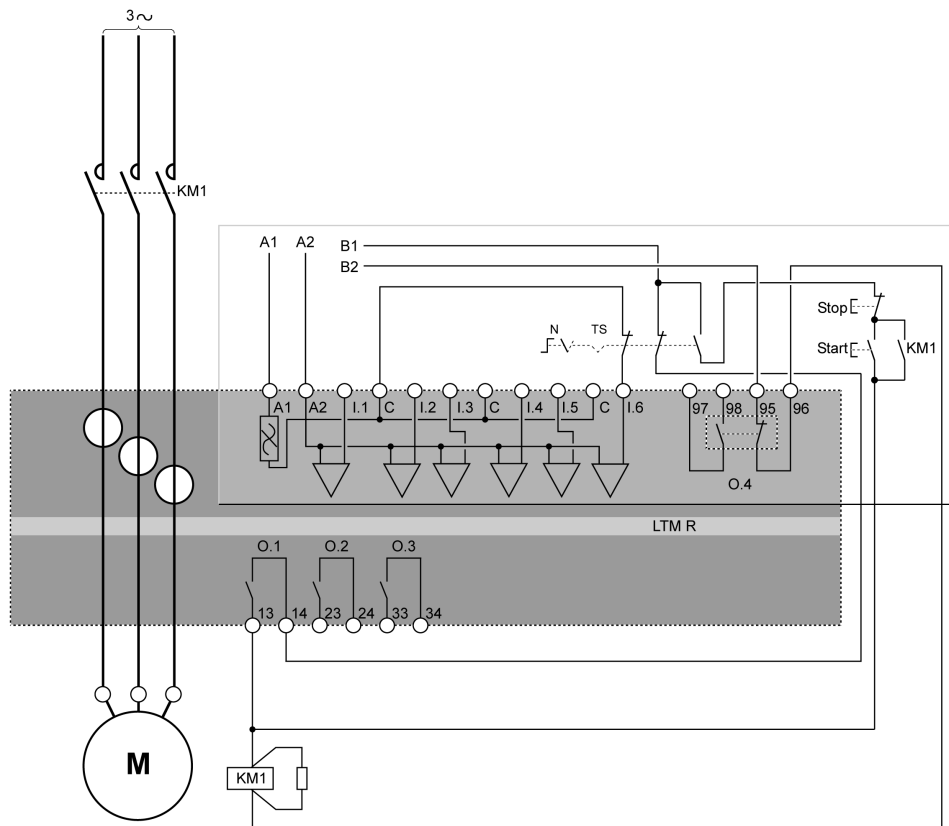 3∼
KM1
A1 A2 B1
B2
Stop
N TS
Start KM1
A1 A2 I.1 C I.2 I.3 C I.4 I.5 C I.6 97 98 95 96
O.4
LTM R
O.1 O.2 O.3
13 14 23 24 33 34
M
KM1